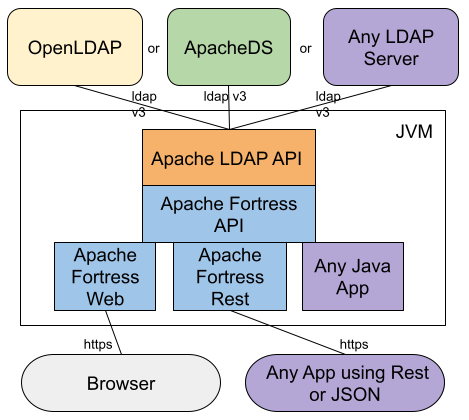 OpenLDAP
or
ApacheDS
or
Any LDAP
Server
ldap
v3
ldap v3
ldap
v3
JVM
Apache LDAP API
Apache Fortress
API
Apache
Fortress
Web
Apache
Fortress
Rest
Any Java
App
https
https
Browser
Any App using Rest
or JSON